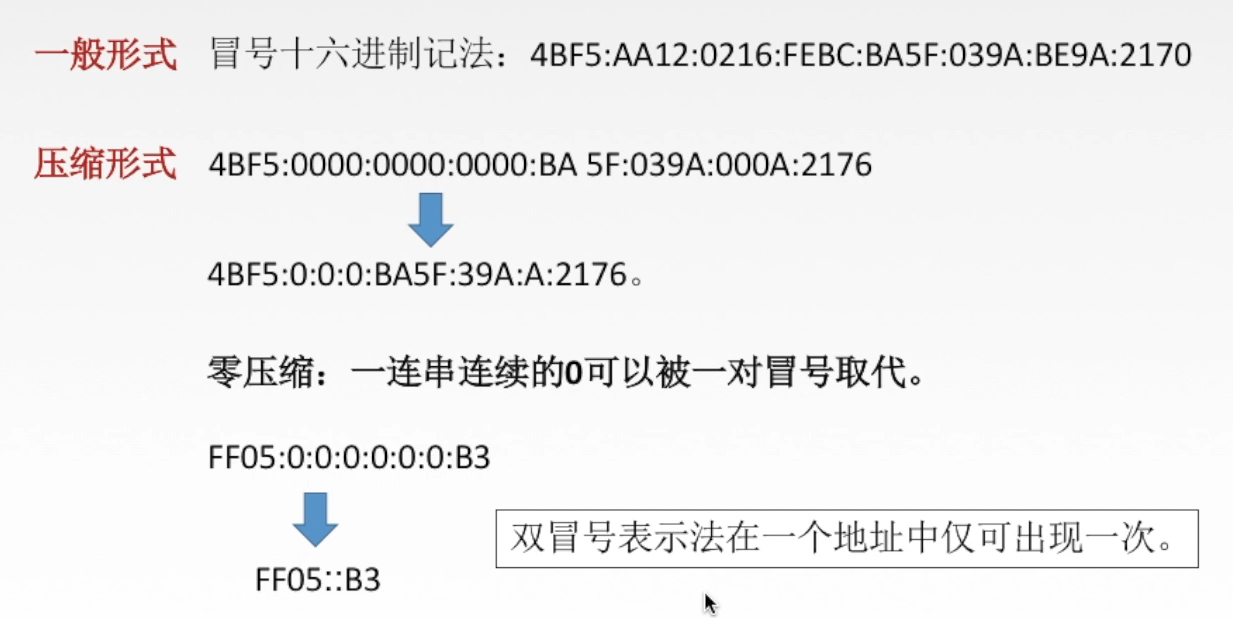 一般形式 冒号十六进制记法：4BF5:AA12:0216:FEBC:BA5F:039A:BE9A:2170
压缩形式 4BF5:0000:0000:0000:BA 5F:039A:000A:2176
4BF5:0:0:0:BA5F:39A:A:2176。
零压缩：一连串连续的0可以被一对冒号取代。
FF05:0:0:0:0:0:0:B3
双冒号表示法在一个地址中仅可出现一次。
FF05::B3